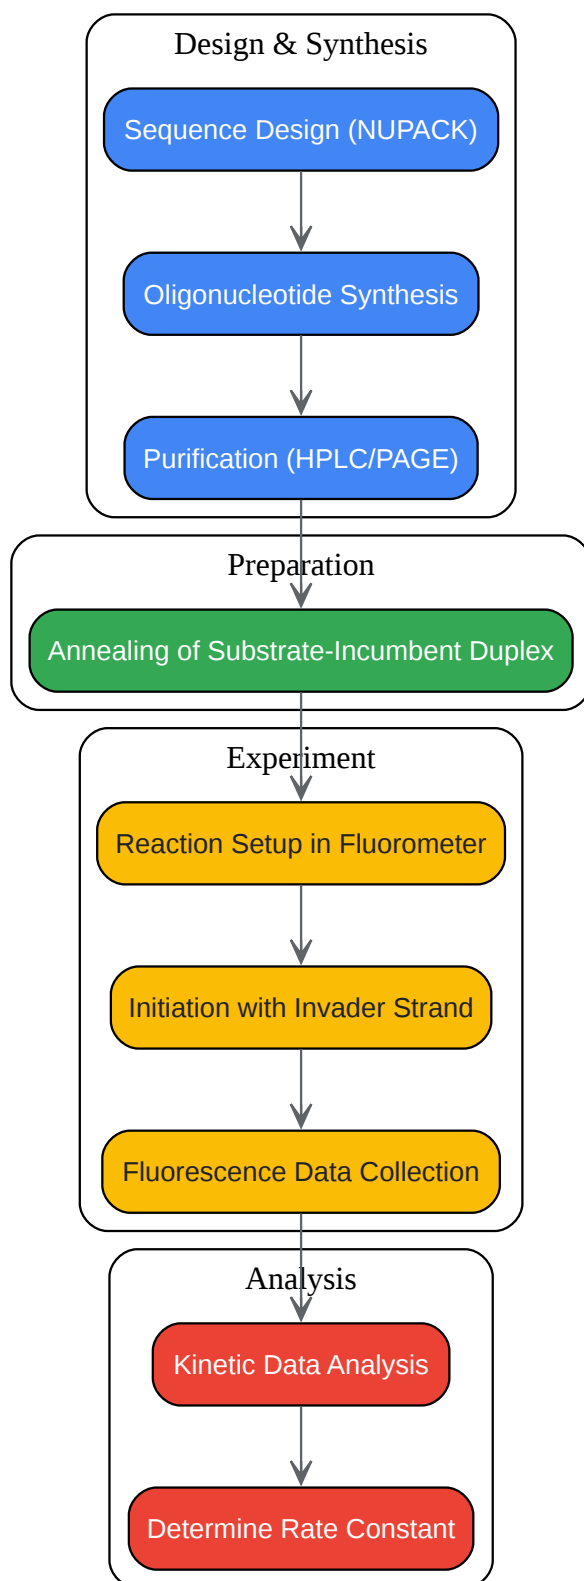 Design & Synthesis
Sequence Design (NUPACK)
Oligonucleotide Synthesis
Purification (HPLC/PAGE)
Preparation
Annealing of Substrate-Incumbent Duplex
Experiment
Reaction Setup in Fluorometer
Initiation with Invader Strand
Fluorescence Data Collection
Analysis
Kinetic Data Analysis
Determine Rate Constant